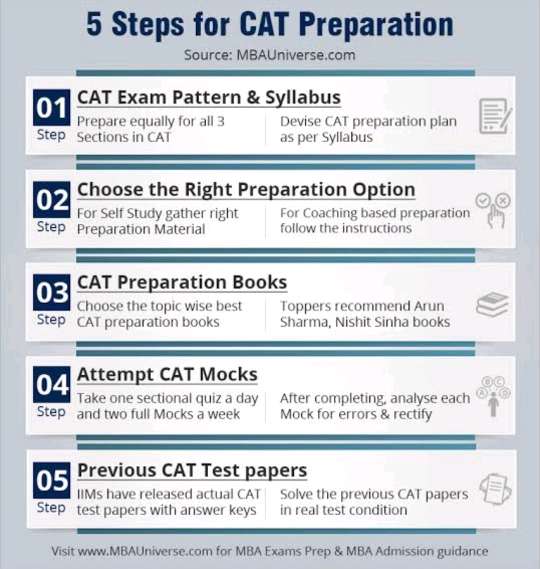 5 Steps for CAT Preparation
Source: MBAUniverse.com
01
Step
CAT Exam Pattern & Syllabus
Prepare equally for all 3
Sections in CAT
Devise CAT preparation plan
as per Syllabus
02
Step
Choose the Right Preparation Option
For Self Study gather right
Preparation Material
For Coaching based preparation
follow the instructions
03
Step
CAT Preparation Books
Choose the topic wise best
CAT preparation books
Toppers recommend Arun
Sharma, Nishit Sinha books
04
Step
Attempt CAT Mocks
Take one sectional quiz a day
and two full Mocks a week
After completing, analyse each
Mock for errors & rectify
A B C D
05
Step
Previous CAT Test papers
IIMs have released actual CAT
test papers with answer keys
Solve the previous CAT papers
in real test condition
Visit www.MBAUniverse.com for MBA Exams Prep & MBA Admission guidance